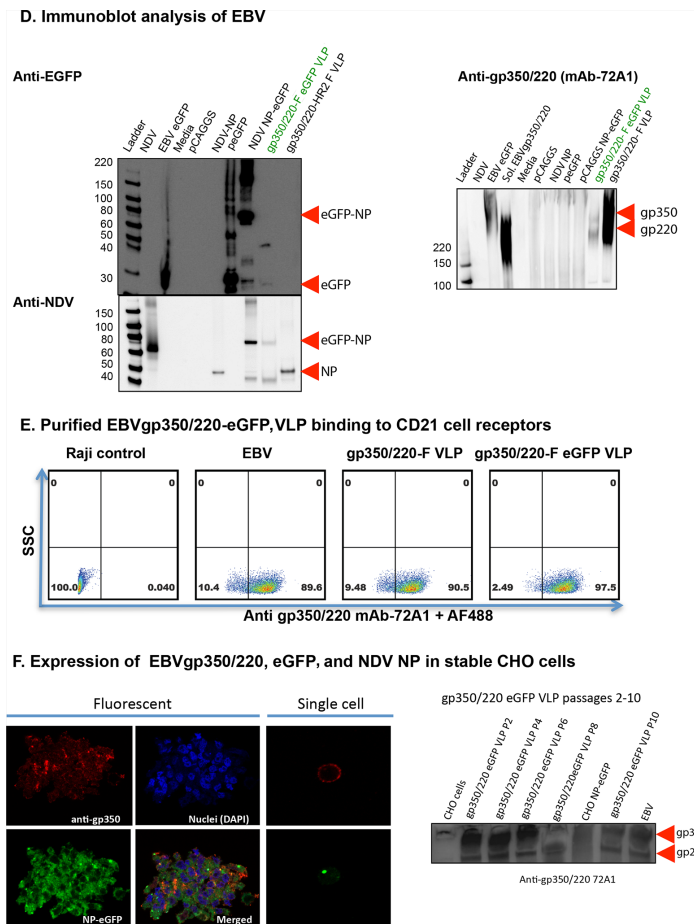 D. Immunoblot analysis of EBV
Anti-EGFP
Ladder
NDV
EBV eGFP
Media
pCAGGS
NDV-NP
peGFP
NDV NP-eGFP
gp350/220-F eGFP VLP
gp350/220-HR2 F VLP
220
150
100
80
60
50
40
30
eGFP-NP
eGFP
Anti-NDV
150
100
80
60
50
40
eGFP-NP
NP
Anti-gp350/220 (mAb-72A1)
Ladder
NDV
EBV eGFP
Sol. EBVgp350/220
Media
pCAGGS
NDV NP
peGFP
pCAGGS NP-eGFP
gp350/220- F eGFP VLP
gp350/220- F VLP
220
150
100
gp350
gp220
E. Purified EBVgp350/220-eGFP,VLP binding to CD21 cell receptors
Raji control
EBV
gp350/220-F VLP
gp350/220-F eGFP VLP
0 0
100.0 0.040
0 0
10.4 89.6
0 0
9.48 90.5
0 0
2.49 97.5
SSC
Anti gp350/220 mAb-72A1 + AF488
F. Expression of EBVgp350/220, eGFP, and NDV NP in stable CHO cells
Fluorescent
Single cell
anti-gp350
Nuclei (DAPI)
NP-eGFP
Merged
gp350/220 eGFP VLP passages 2-10
CHO cells
gp350/220 eGFP VLP P2
gp350/220 eGFP VLP P4
gp350/220 eGFP VLP P6
gp350/220eGFP VLP P8
CHO NP-eGFP
gp350/220 eGFP VLP P10
EBV
gp3
gp2
Anti-gp350/220 72A1